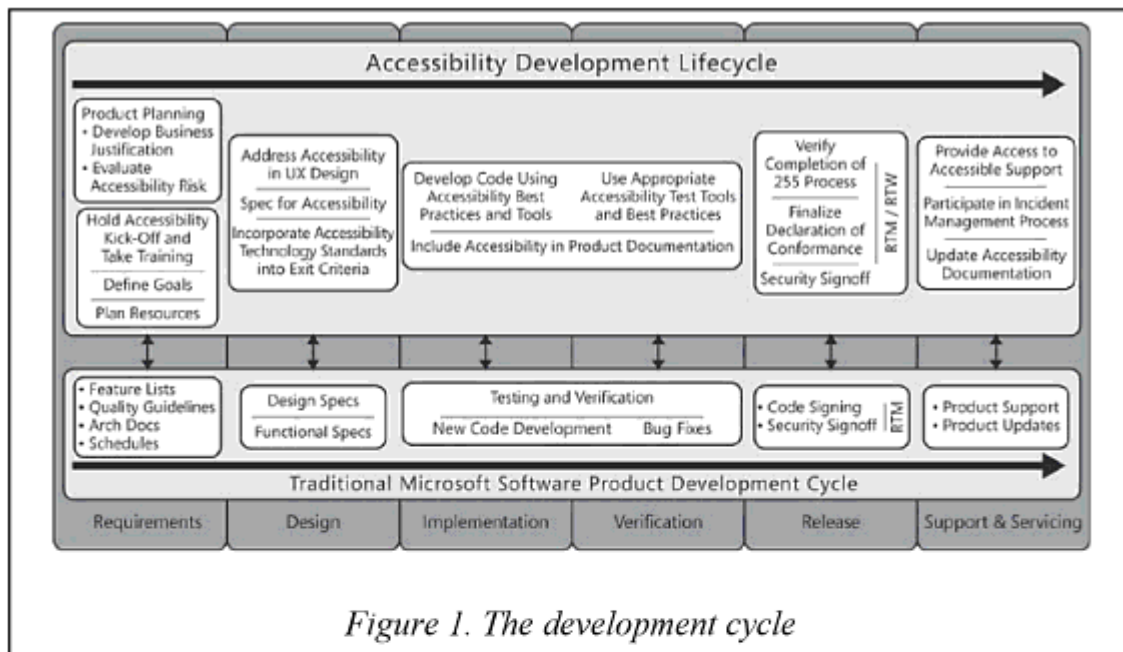 Accessibility Development Lifecycle
Product Planning
• Develop Business
Justification
• Evaluate
Accessibility Risk
Hold Accessibility
Kick-Off and
Take Training
Define Goals
Plan Resources
Address Accessibility
in UX Design
Spec for Accessibility
Incorporate Accessibility
Technology Standards
into Exit Criteria
Develop Code Using
Accessibility Best
Practices and Tools
Use Appropriate
Accessibility Test Tools
and Best Practices
Include Accessibility in Product Documentation
Verify
Completion of
255 Process
Finalize
Declaration of
Conformance
Security Signoff
RTM / RTW
Provide Access to
Accessible Support
Participate in Incident
Management Process
Update Accessibility
Documentation
• Feature Lists
• Quality Guidelines
• Arch Docs
• Schedules
Design Specs
Functional Specs
Testing and Verification
New Code Development Bug Fixes
• Code Signing
• Security Signoff
RTM
• Product Support
• Product Updates
Traditional Microsoft Software Product Development Cycle
Requirements Design Implementation Verification Release Support & Servicing
Figure 1. The development cycle